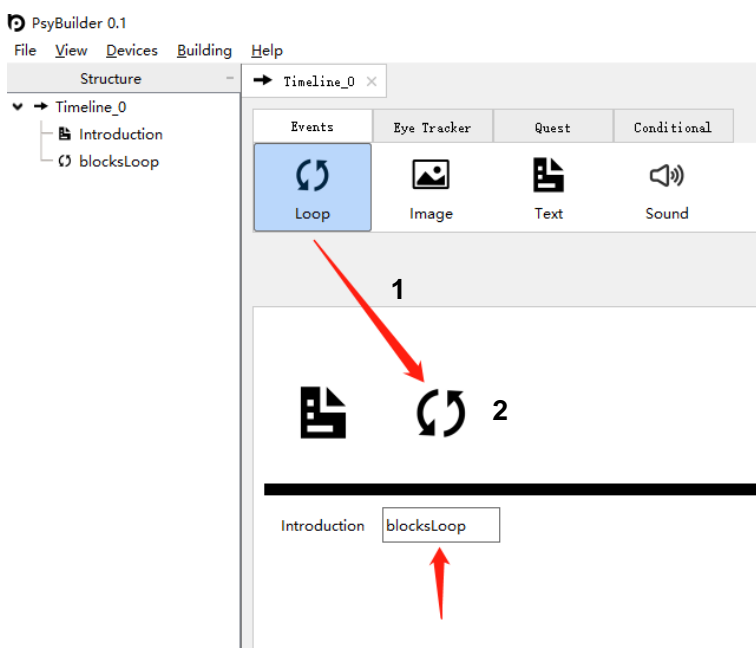 PsyBuilder 0.1
File View Devices Building Help
Structure
Timeline_0
Timeline_0
Introduction
blocksLoop
Events Eye Tracker Quest Conditional
Loop Image Text Sound
1
2
Introduction blocksLoop